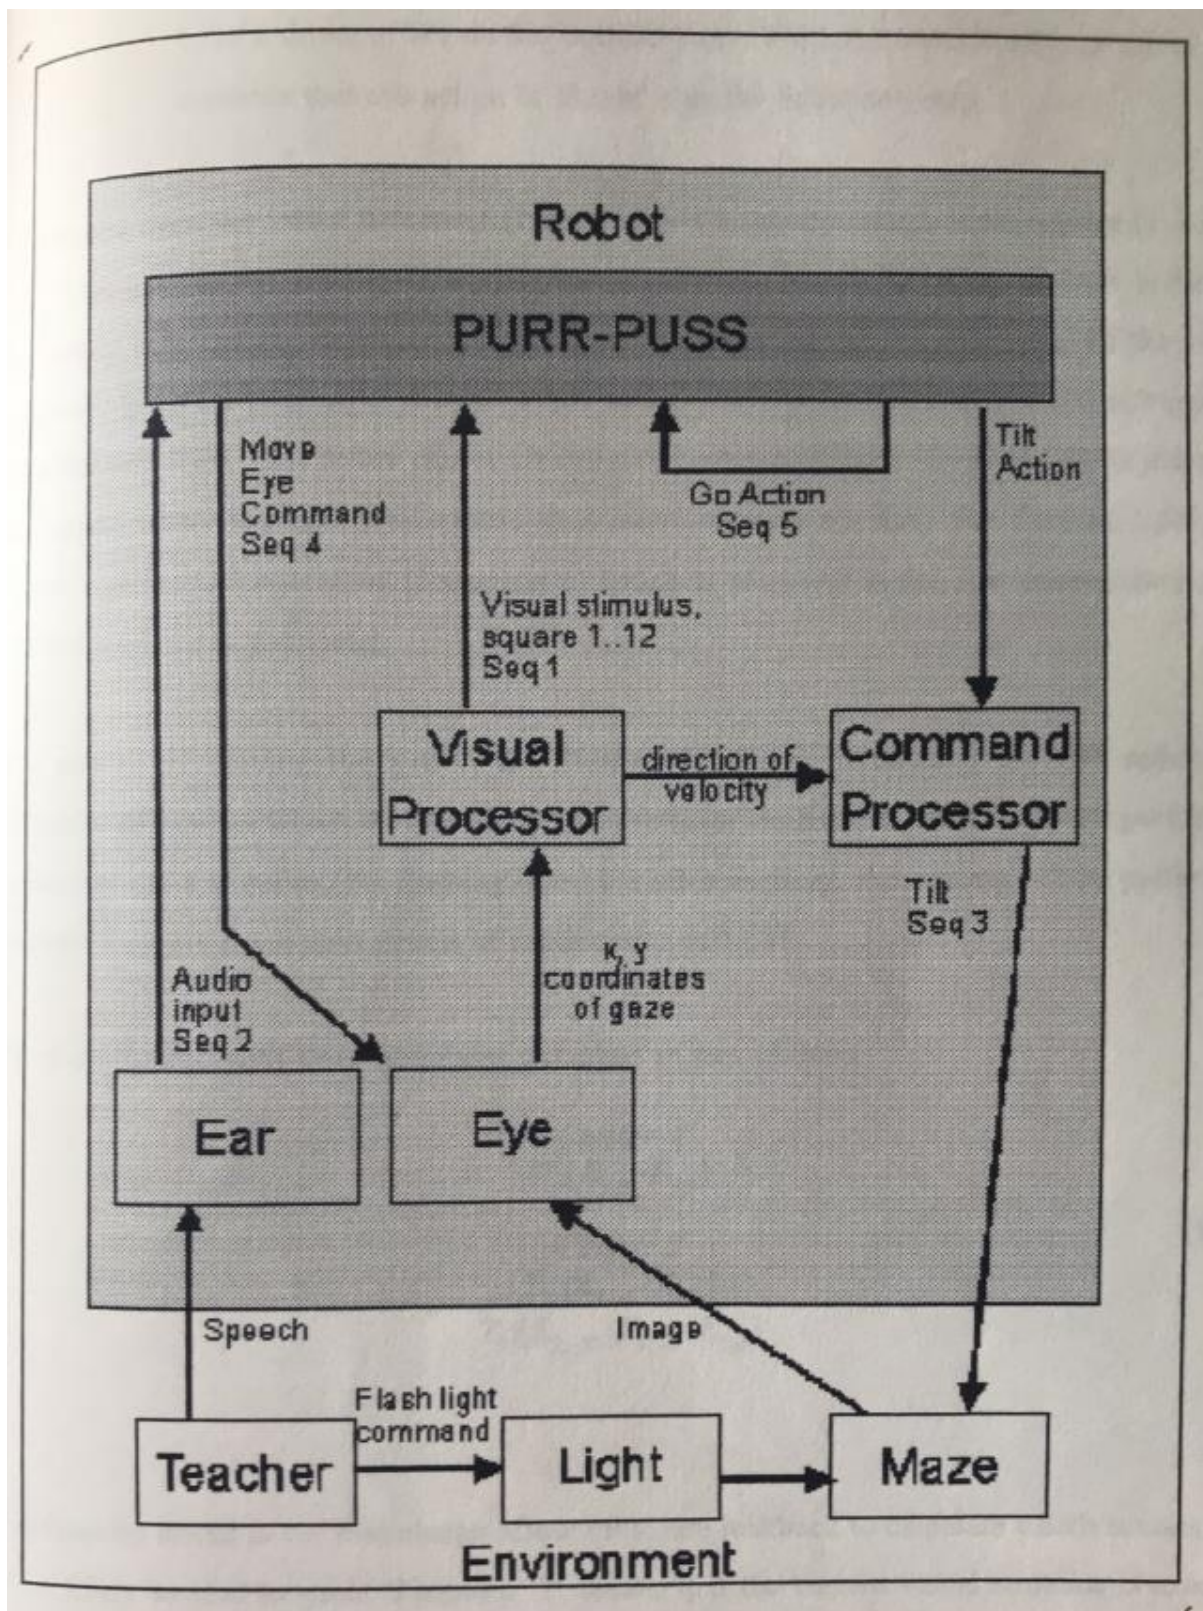 Robot
PURR-PUSS
Move
Eye
Command
Seq 4
Tilt
Action
Go Action
Seq 5
Visual stimulus,
square 1..12
Seq 1
Visual
Processor
direction of
velocity
Command
Processor
Tilt
Seq 3
x, y
coordinates
of gaze
Audio
input
Seq 2
Ear
Eye
Speech
Image
Flash light
command
Teacher
Light
Maze
Environment